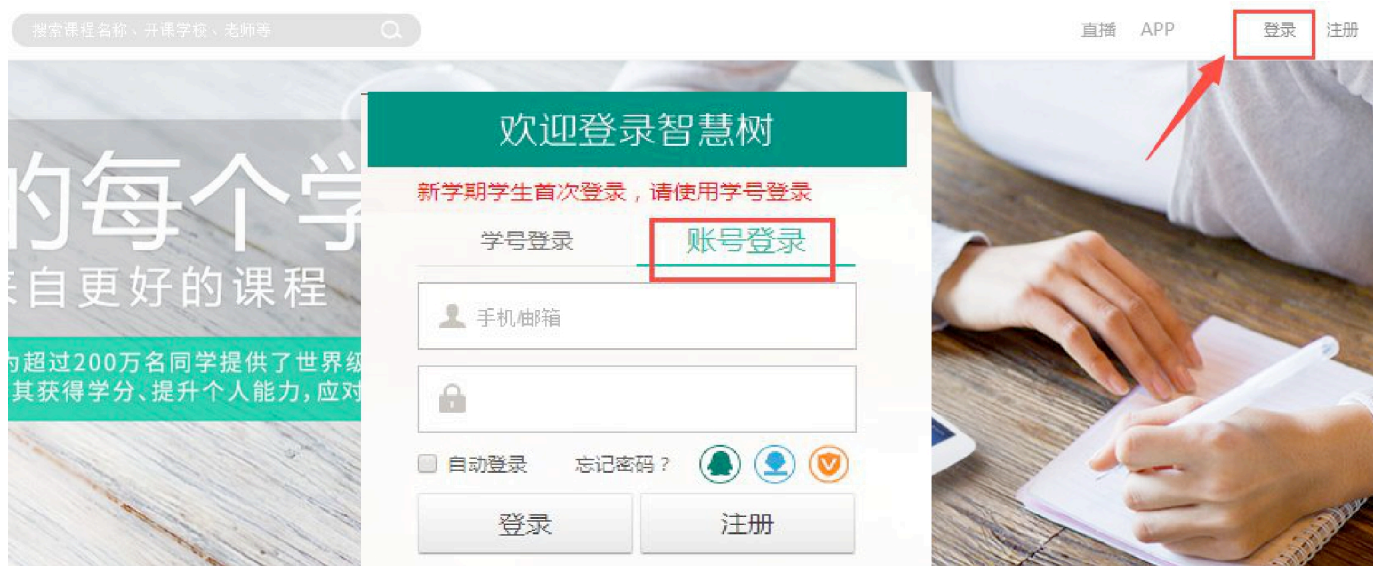 搜索课程名称、开课学校、老师等
直播 APP 登录 注册
欢迎登录智慧树
新学期学生首次登录,请使用学号登录
的每个学
学号登录 账号登录
来自更好的课程
手机/邮箱
为超过200万名同学提供了世界级
其获得学分、提升个人能力,应对
自动登录 忘记密码?
登录 注册